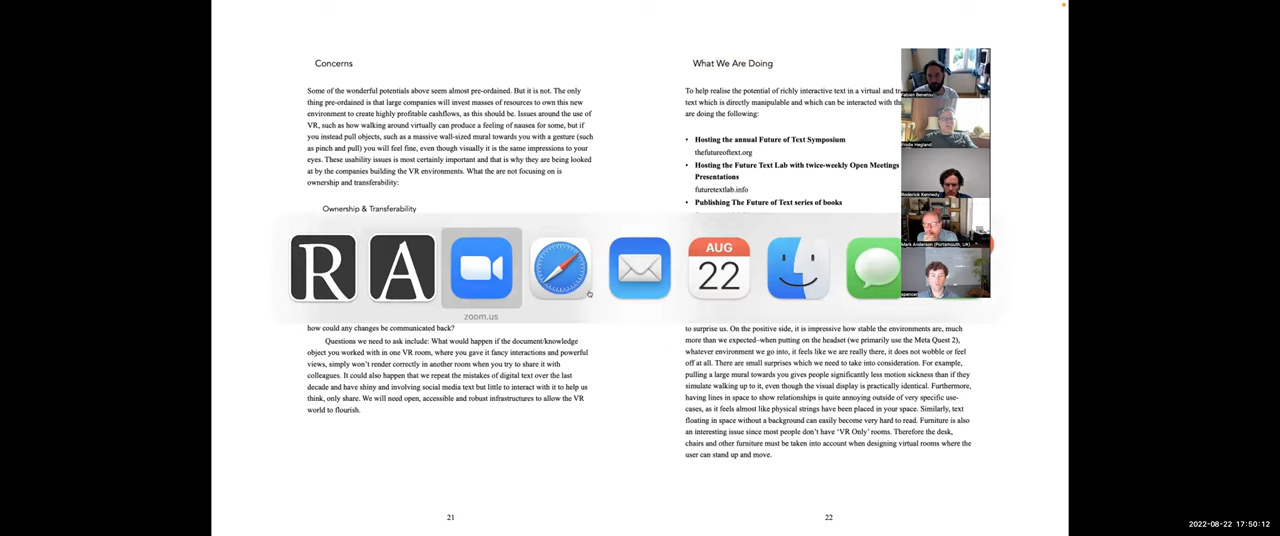 Concerns
Some of the wonderful potentials above seem almost pre-ordained. But it is not. The only
thing pre-ordained is that large companies will invest masses of resources to own this new
environment to create highly profitable cashflows, as this should be. Issues around the use of
VR, such as how walking around virtually can produce a feeling of nausea for some, but if
you instead pull objects, such as a massive wall-sized mural towards you with a gesture (such
as pinch and pull) you will feel fine, even though visually it is the same impressions to your
eyes. These usability issues is most certainly important and that is why they are being looked
at by the companies building the VR environments. What the are not focusing on is
ownership and transferability:
Ownership & Transferability
how could any changes be communicated back?
Questions we need to ask include: What would happen if the document/knowledge
object you worked with in one VR room, where you gave it fancy interactions and powerful
views, simply won't render correctly in another room when you try to share it with
colleagues. It could also happen that we repeat the mistakes of digital text over the last
decade and have shiny and involving social media text but little to interact with it to help us
think, only share. We will need open, accessible and robust infrastructures to allow the VR
world to flourish.
21
What We Are Doing
To help realise the potential of richly interactive text in a virtual and
text which is directly manipulable and which can be interacted with
are doing the following:
• Hosting the annual Future of Text Symposium
thefutureoftext.org
• Hosting the Future Text Lab with twice-weekly Open Meetings
Presentations
futuretextlab.info
• Publishing The Future of Text series of books
to surprise us. On the positive side, it is impressive how stable the environments are, much
more than we expected–when putting on the headset (we primarily use the Meta Quest 2),
whatever environment we go into, it feels like we are really there, it does not wobble or feel
off at all. There are small surprises which we need to take into consideration. For example,
pulling a large mural towards you gives people significantly less motion sickness than if they
simulate walking up to it, even though the visual display is practically identical. Furthermore,
having lines in space to show relationships is quite annoying outside of very specific use-
cases, as it feels almost like physical strings have been placed in your space. Similarly, text
floating in space without a background can easily become very hard to read. Furniture is also
an interesting issue since most people don't have 'VR Only' rooms. Therefore the desk,
chairs and other furniture must be taken into account when designing virtual rooms where the
user can stand up and move.
22
R
A
AUG
22
zoom.us
Fabien Benetou
Frode Hegland
Roderick Kennedy
Mark Anderson (Portsmouth, UK)
spencer
2022-08-22 17:50:12